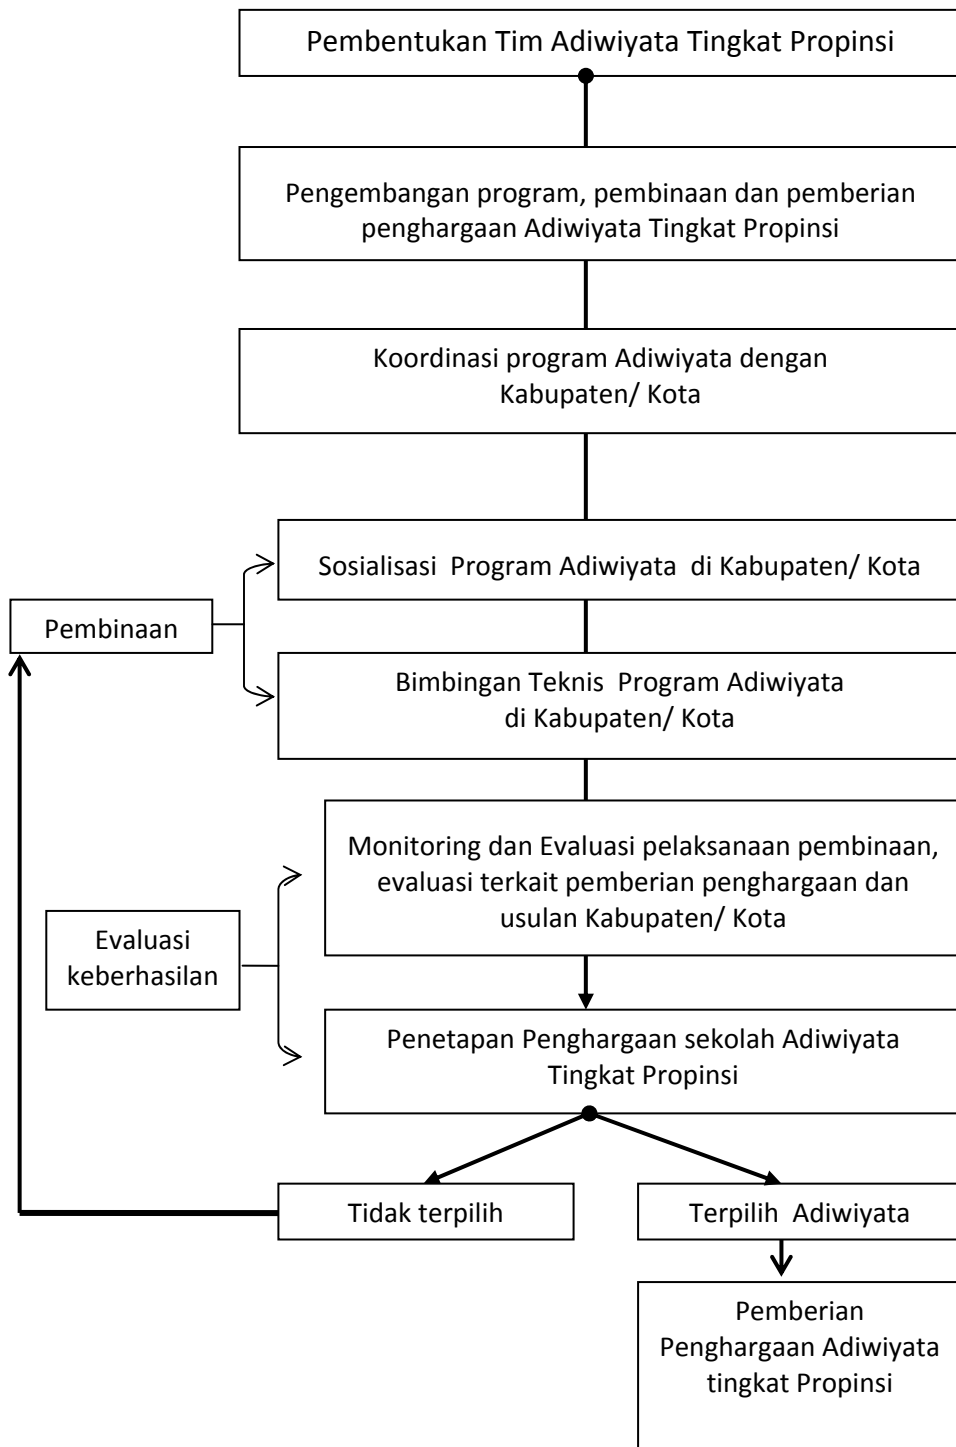 Pembentukan Tim Adiwiyata Tingkat Propinsi
Pengembangan program, pembinaan dan pemberian
penghargaan Adiwiyata Tingkat Propinsi
Koordinasi program Adiwiyata dengan
Kabupaten/ Kota
Sosialisasi Program Adiwiyata di Kabupaten/ Kota
Pembinaan
Bimbingan Teknis Program Adiwiyata
di Kabupaten/ Kota
Monitoring dan Evaluasi pelaksanaan pembinaan,
evaluasi terkait pemberian penghargaan dan
usulan Kabupaten/ Kota
Evaluasi
keberhasilan
Penetapan Penghargaan sekolah Adiwiyata
Tingkat Propinsi
Tidak terpilih
Terpilih Adiwiyata
Pemberian
Penghargaan Adiwiyata
tingkat Propinsi